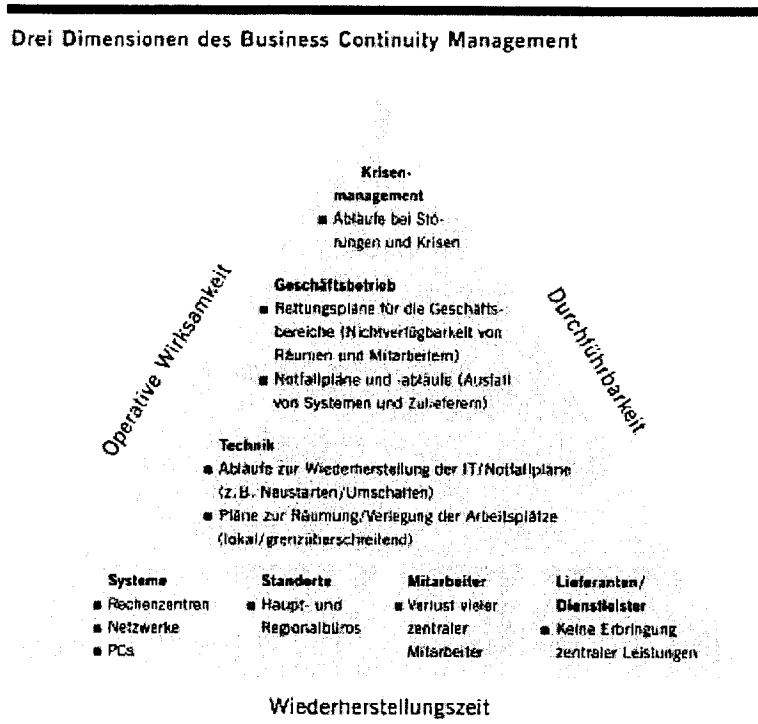 Drei Dimensionen des Business Continuity Management
Krisen-
management
■ Abläufe bei Stö-
rungen und Krisen
Operative Wirksamkeit
Durchführbarkeit
Geschäftsbetrieb
■ Rettungspläne für die Geschäfts-
bereiche (Nichtverfügbarkeit von
Räumen und Mitarbeitern)
■ Notfallpläne und -abläufe (Ausfall
von Systemen und Zulieferern)
Technik
■ Abläufe zur Wiederherstellung der IT/Notfallpläne
(z.B. Neustarten/Umschalten)
■ Pläne zur Räumung/Verlegung der Arbeitsplätze
(lokal/grenzüberschreitend)
Systeme
■ Rechenzentren
■ Netzwerke
■ PCs
Standorte
■ Haupt- und
Regionalbüros
Mitarbeiter
■ Verlust vieler
zentraler
Mitarbeiter
Lieferanten/
Dienstleister
■ Keine Erbringung
zentraler Leistungen
Wiederherstellungszeit